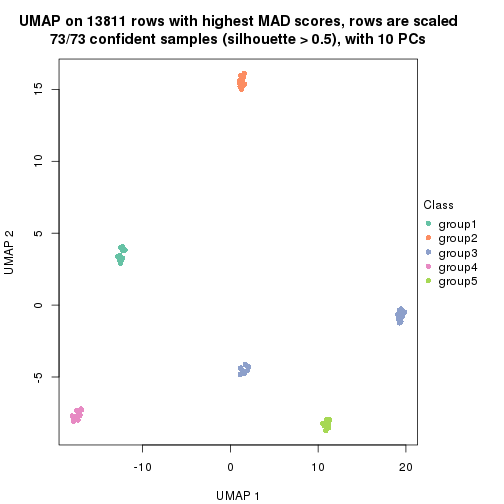 UMAP on 13811 rows with highest MAD scores, rows are scaled
73/73 confident samples (silhouette > 0.5), with 10 PCs
UMAP 2
15
10
5
0
-5
-10
0
10
20
UMAP 1
Class
group1
group2
group3
group4
group5